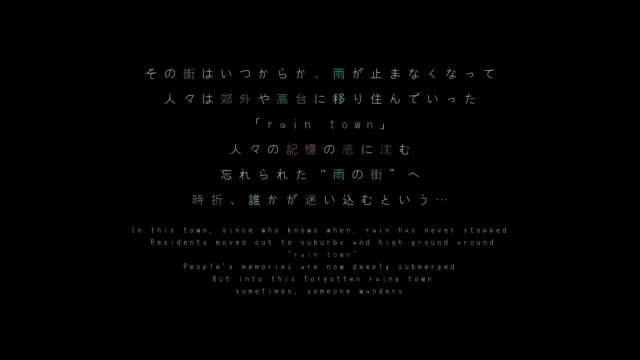 その街はいつからか、雨が止まなくなって
人々は郊外や高台に移り住んでいった
「rain town」
人々の記憶の底に沈む
忘れられた“雨の街”へ
時折、誰かが迷い込むという…
In this town, since who knows when, rain has never stopped
Residents moved out to suburbs and high ground around
"rain town"
People's memories are now deeply submerged
But into this forgotten rainy town
sometimes, someone wanders